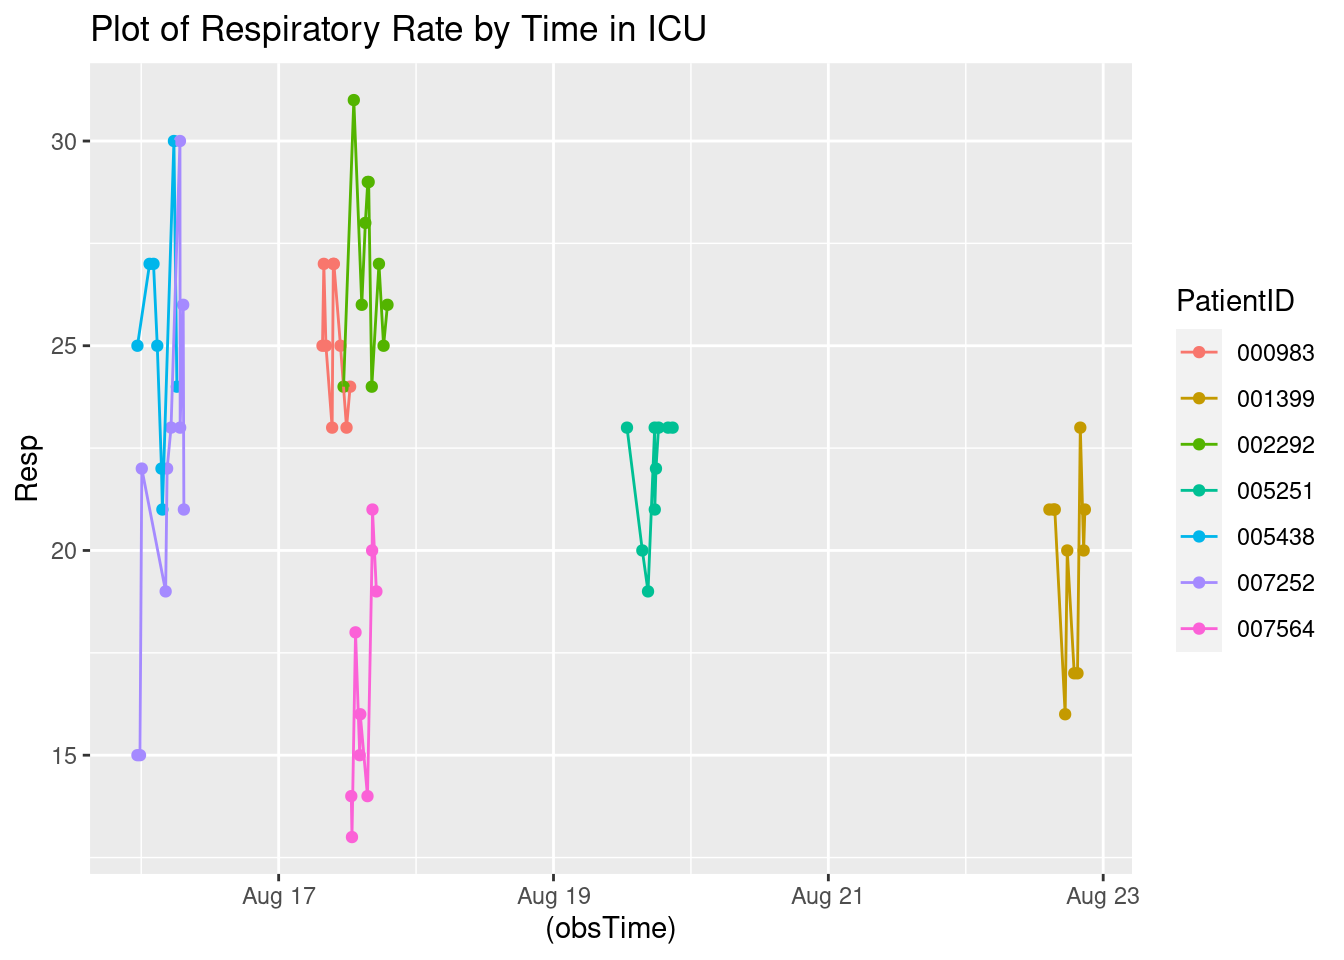 Plot of Respiratory Rate by Time in ICU
30
25
20
15
Resp
Aug 17
Aug 19
Aug 21
Aug 23
(obsTime)
PatientID
000983
001399
002292
005251
005438
007252
007564